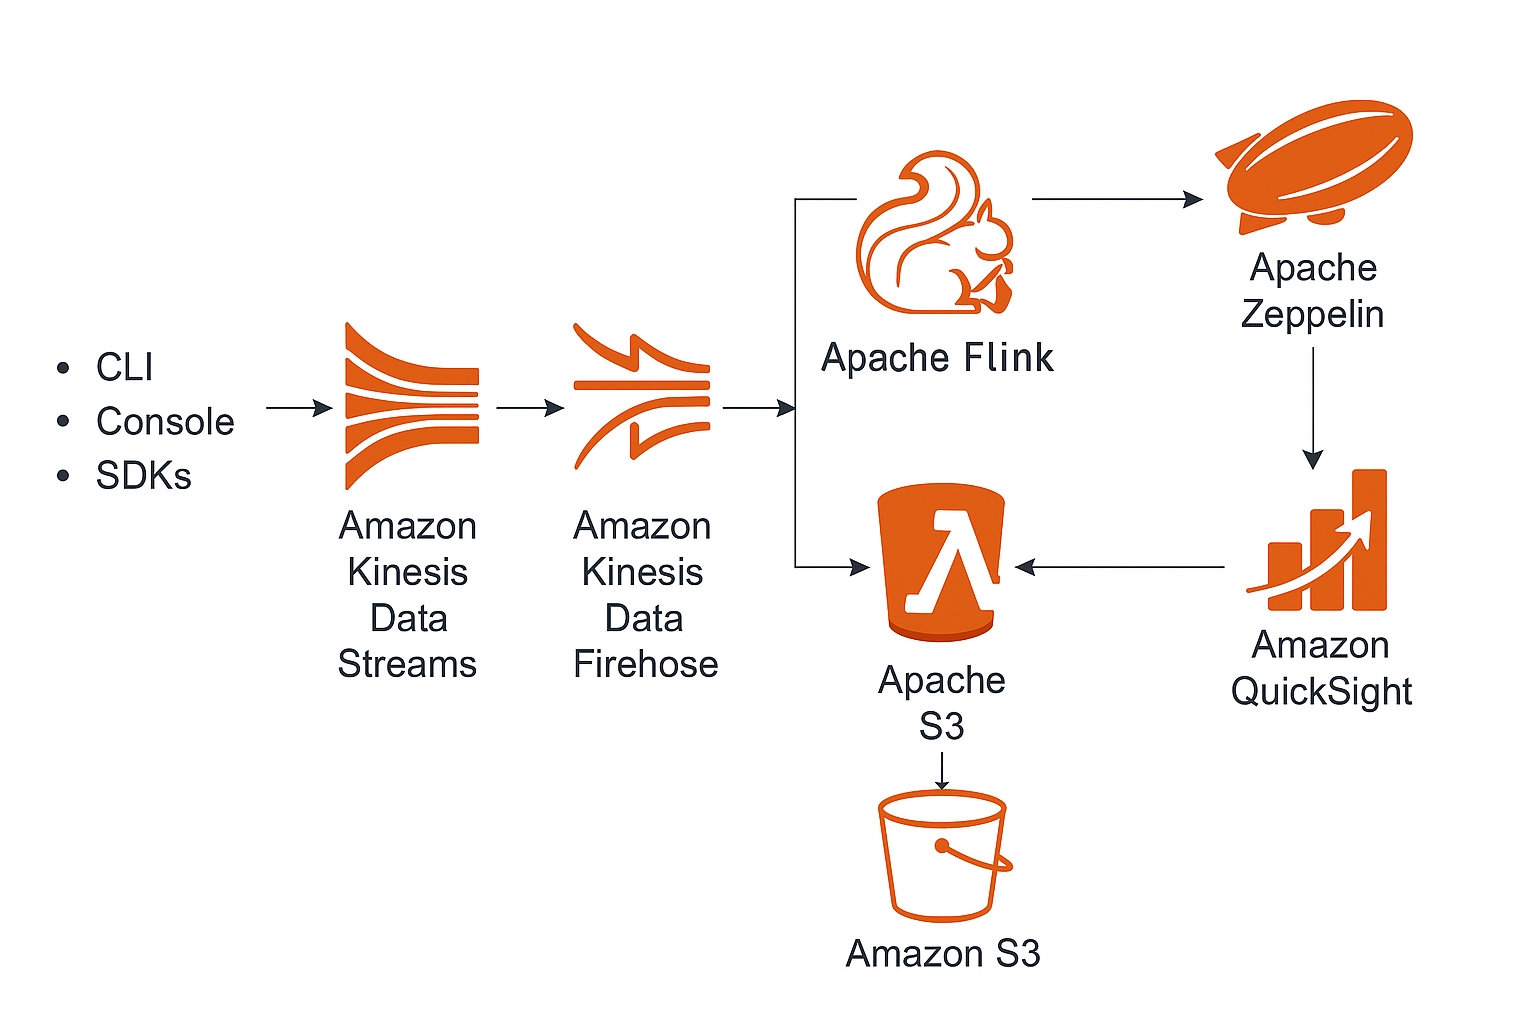 • CLI
• Console
• SDKs
Amazon
Kinesis
Data
Streams
Amazon
Kinesis
Data
Firehose
Apache Flink
Apache
Zeppelin
Apache
S3
Amazon
QuickSight
Amazon S3